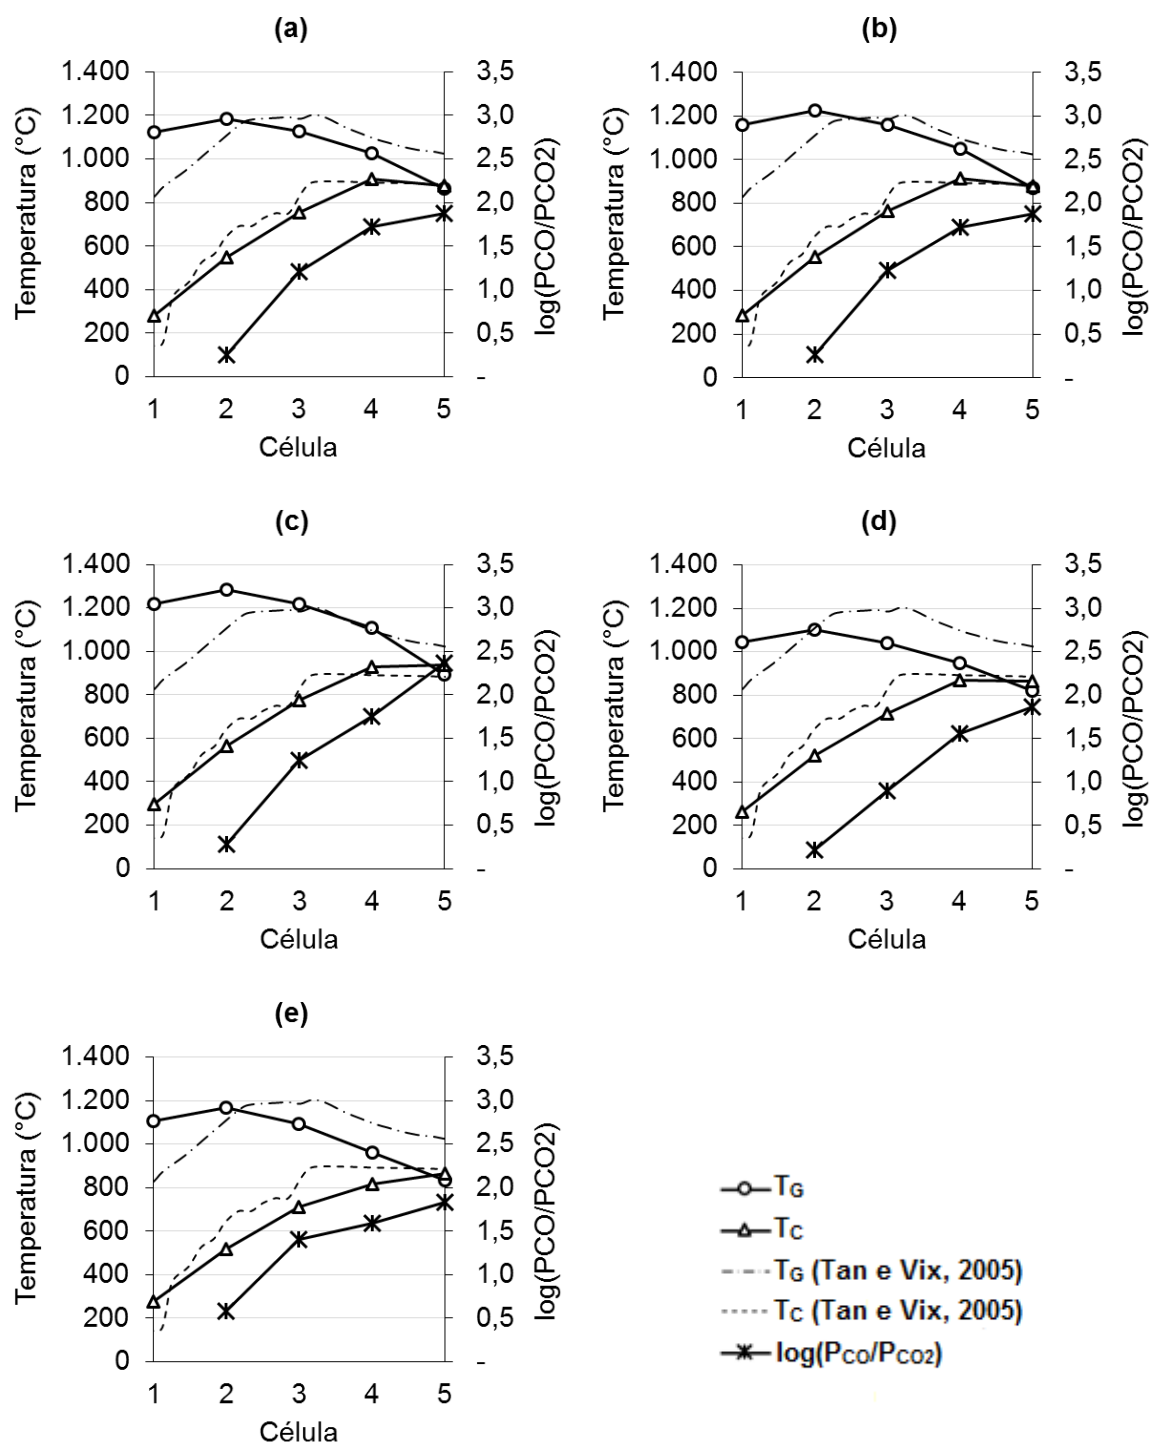 (a)
1.400
1.200
1.000
800
600
400
200
0
Temperatura (°C)
3,5
3,0
2,5
2,0
1,5
1,0
0,5
-
log(PCO/PCO2)
1 2 3 4 5
Célula
(b)
1.400
1.200
1.000
800
600
400
200
0
Temperatura (°C)
3,5
3,0
2,5
2,0
1,5
1,0
0,5
-
log(PCO/PCO2)
1 2 3 4 5
Célula
(c)
1.400
1.200
1.000
800
600
400
200
0
Temperatura (°C)
3,5
3,0
2,5
2,0
1,5
1,0
0,5
-
log(PCO/PCO2)
1 2 3 4 5
Célula
(d)
1.400
1.200
1.000
800
600
400
200
0
Temperatura (°C)
3,5
3,0
2,5
2,0
1,5
1,0
0,5
-
log(PCO/PCO2)
1 2 3 4 5
Célula
(e)
1.400
1.200
1.000
800
600
400
200
0
Temperatura (°C)
3,5
3,0
2,5
2,0
1,5
1,0
0,5
-
log(PCO/PCO2)
1 2 3 4 5
Célula
TG
TC
TG (Tan e Vix, 2005)
TC (Tan e Vix, 2005)
log(PCO/PCO2)